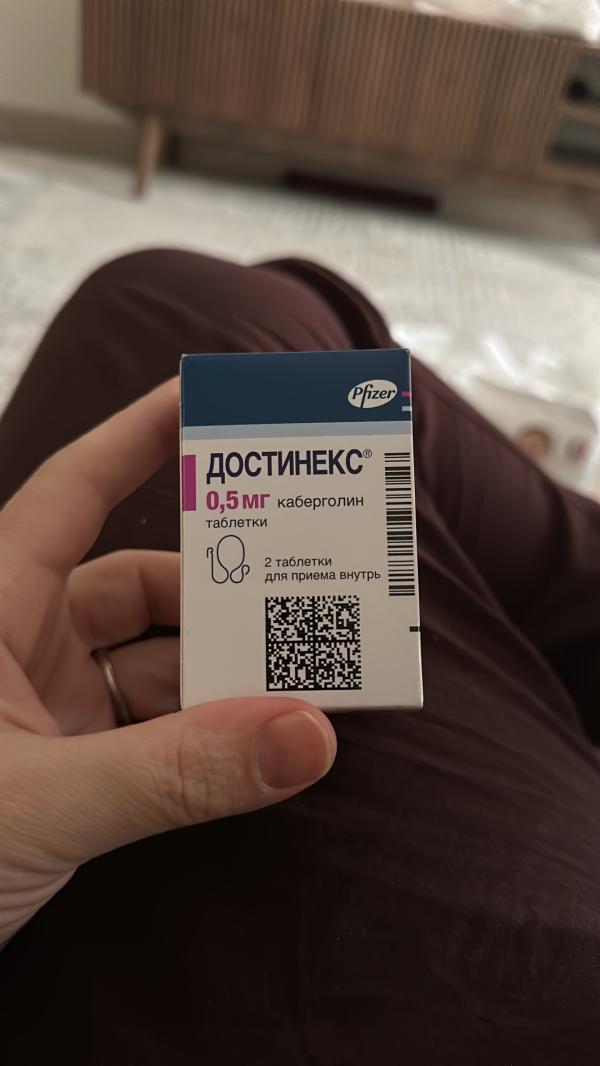 Pfizer
ДОСТИНЕКС®
0,5 мг каберголин
таблетки
2 таблетки
для приема внутрь